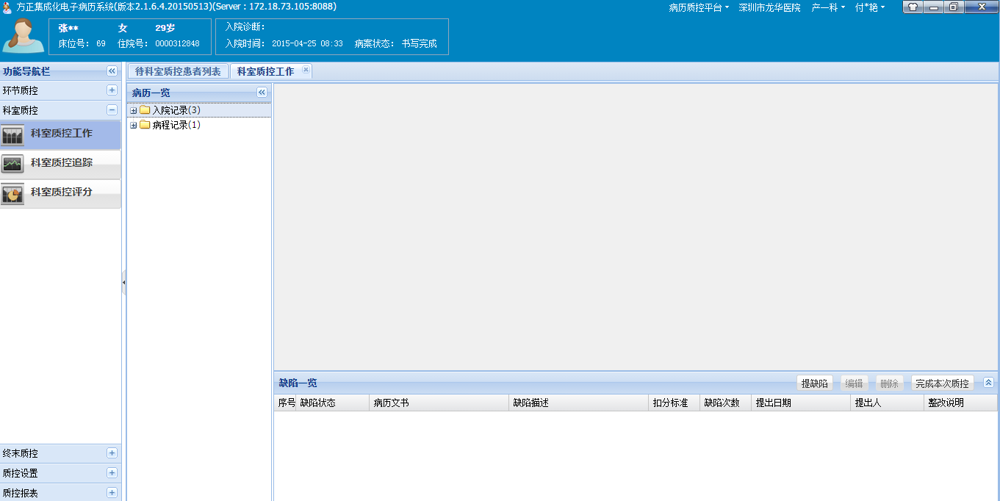 方正集成化电子病历系统(版本2.1.6.4.20150513)(Server : 172.18.73.105:8088)
病历质控平台 深圳市龙华医院 产一科 付*艳
张** 女 29岁
床位号： 69 住院号： 0000312848
入院诊断：
入院时间： 2015-04-25 08:33 病案状态： 书写完成
功能导航栏
环节质控
科室质控
科室质控工作
科室质控追踪
科室质控评分
终末质控
质控设置
质控报表
待科室质控患者列表 科室质控工作
病历一览
入院记录(3)
病程记录(1)
缺陷一览
提缺陷 编辑 删除 完成本次质控
序号 缺陷状态 病历文书 缺陷描述 扣分标准 缺陷次数 提出日期 提出人 整改说明